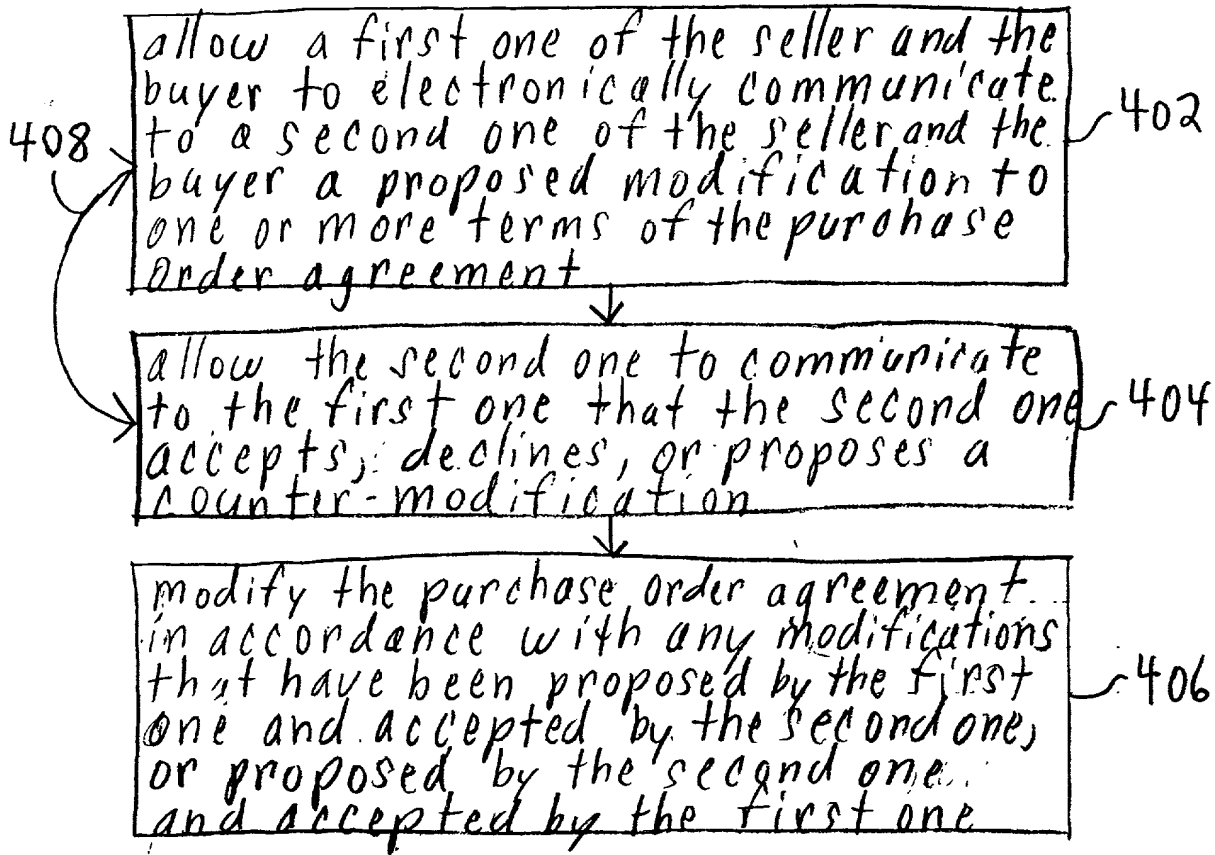 allow a first one of the seller and the
buyer to electronically communicate
to a second one of the seller and the
buyer a proposed modification to
one or more terms of the purchase
order agreement
402
408
allow the second one to communicate
to the first one that the second one
accepts, declines, or proposes a
counter-modification
404
modify the purchase order agreement
in accordance with any modifications
that have been proposed by the first
one and accepted by the second one,
or proposed by the second one
and accepted by the first one
406